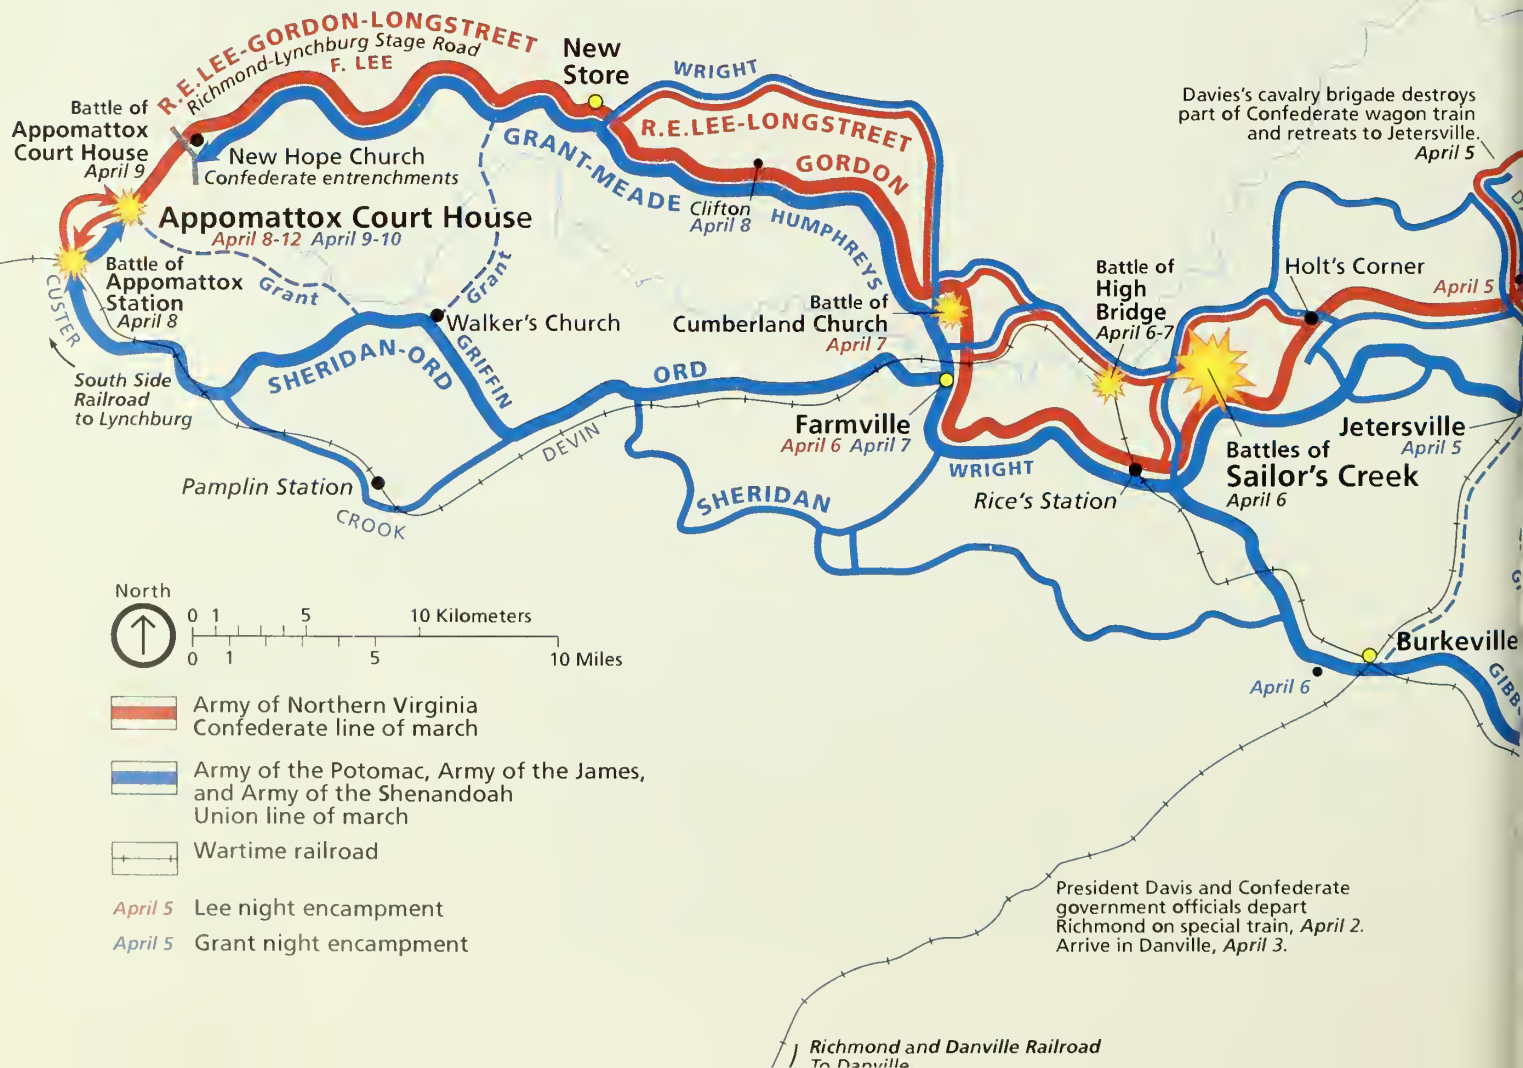 R.E.LEE-GORDON-LONGSTREET
Richmond-Lynchburg Stage Road
F. LEE
New
Store
WRIGHT
Davies's cavalry brigade destroys
part of Confederate wagon train
and retreats to Jetersville.
April 5
Battle of
Appomattox
Court House
April 9
R.E.LEE-LONGSTREET
GORDON
GRANT-MEADE
HUMPHREYS
New Hope Church
Confederate entrenchments
Clifton
April 8
Appomattox Court House
April 8-12 April 9-10
Battle of
Appomattox
Station
April 8
CUSTER
Grant
Grant
Walker's Church
Battle of
Cumberland Church
April 7
Battle of
High
Bridge
April 6-7
Holt's Corner
April 5
SHERIDAN-ORD
GRIFFIN
ORD
South Side
Railroad
to Lynchburg
Farmville
April 6 April 7
Jetersville
April 5
DEVIN
WRIGHT
Battles of
Sailor's Creek
April 6
Pamplin Station
CROOK
SHERIDAN
Rice's Station
Burkeville
April 6
GIBB
North
0 1 5 10 Kilometers
0 1 5 10 Miles
Army of Northern Virginia
Confederate line of march
Army of the Potomac, Army of the James,
and Army of the Shenandoah
Union line of march
Wartime railroad
April 5 Lee night encampment
April 5 Grant night encampment
President Davis and Confederate
government officials depart
Richmond on special train, April 2.
Arrive in Danville, April 3.
Richmond and Danville Railroad
To Danville